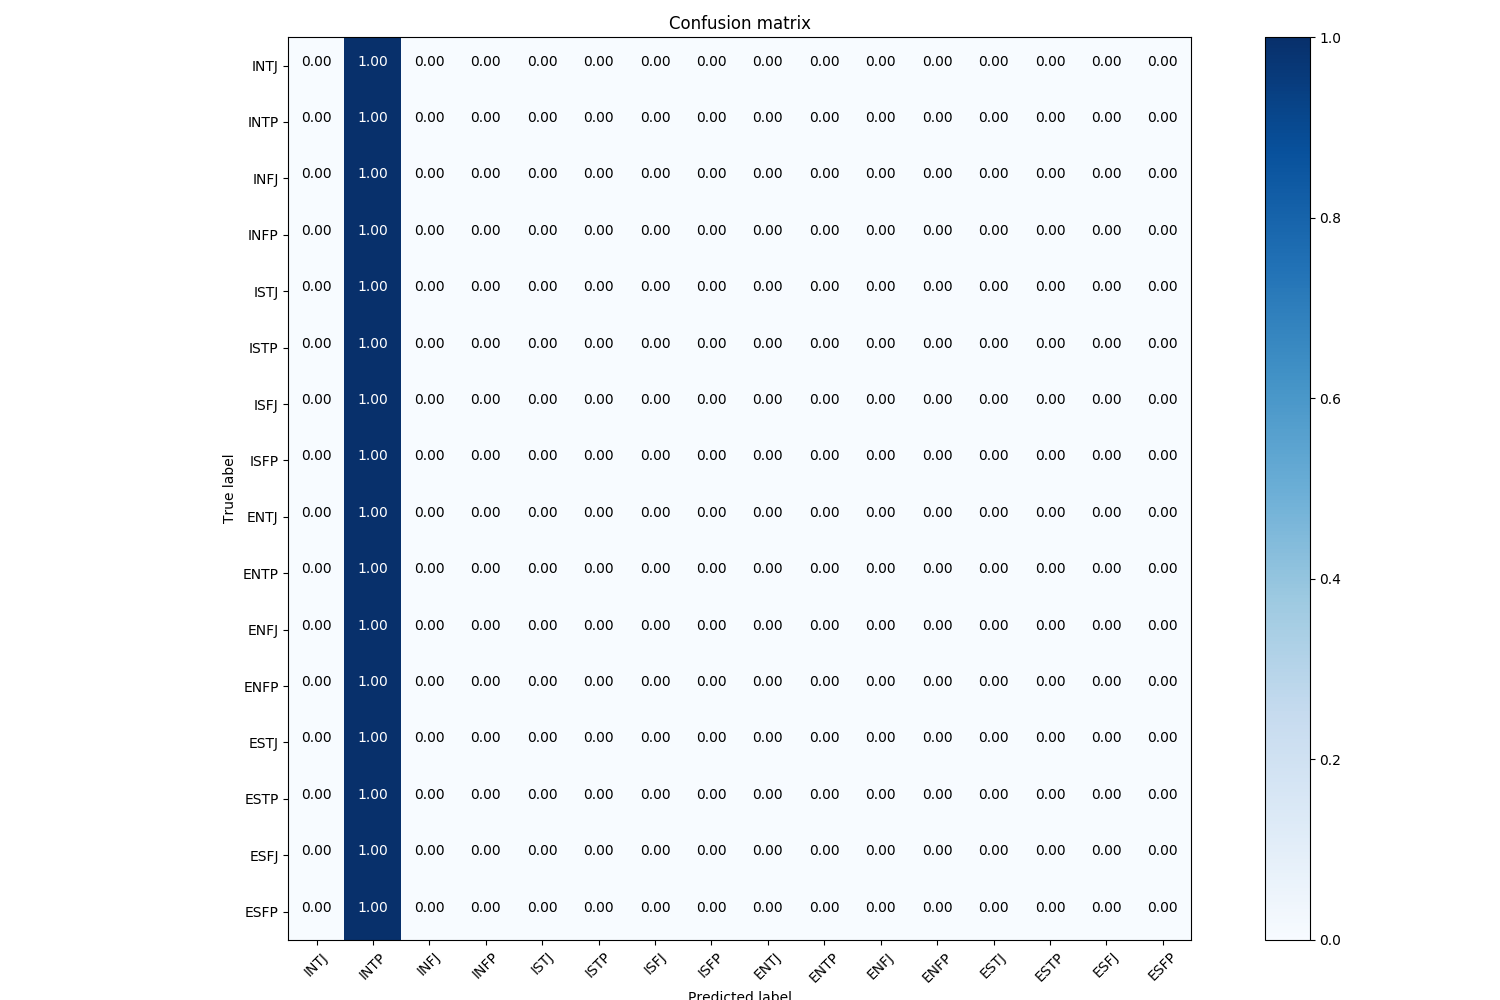 Confusion matrix
INTJ 0.00 1.00 0.00 0.00 0.00 0.00 0.00 0.00 0.00 0.00 0.00 0.00 0.00 0.00 0.00 0.00 1.0
INTP 0.00 1.00 0.00 0.00 0.00 0.00 0.00 0.00 0.00 0.00 0.00 0.00 0.00 0.00 0.00 0.00
INFJ 0.00 1.00 0.00 0.00 0.00 0.00 0.00 0.00 0.00 0.00 0.00 0.00 0.00 0.00 0.00 0.00
INFP 0.00 1.00 0.00 0.00 0.00 0.00 0.00 0.00 0.00 0.00 0.00 0.00 0.00 0.00 0.00 0.00 0.8
ISTJ 0.00 1.00 0.00 0.00 0.00 0.00 0.00 0.00 0.00 0.00 0.00 0.00 0.00 0.00 0.00 0.00
ISTP 0.00 1.00 0.00 0.00 0.00 0.00 0.00 0.00 0.00 0.00 0.00 0.00 0.00 0.00 0.00 0.00
ISFJ 0.00 1.00 0.00 0.00 0.00 0.00 0.00 0.00 0.00 0.00 0.00 0.00 0.00 0.00 0.00 0.00 0.6
ISFP 0.00 1.00 0.00 0.00 0.00 0.00 0.00 0.00 0.00 0.00 0.00 0.00 0.00 0.00 0.00 0.00
True label
ENTJ 0.00 1.00 0.00 0.00 0.00 0.00 0.00 0.00 0.00 0.00 0.00 0.00 0.00 0.00 0.00 0.00
ENTP 0.00 1.00 0.00 0.00 0.00 0.00 0.00 0.00 0.00 0.00 0.00 0.00 0.00 0.00 0.00 0.00 0.4
ENFJ 0.00 1.00 0.00 0.00 0.00 0.00 0.00 0.00 0.00 0.00 0.00 0.00 0.00 0.00 0.00 0.00
ENFP 0.00 1.00 0.00 0.00 0.00 0.00 0.00 0.00 0.00 0.00 0.00 0.00 0.00 0.00 0.00 0.00
ESTJ 0.00 1.00 0.00 0.00 0.00 0.00 0.00 0.00 0.00 0.00 0.00 0.00 0.00 0.00 0.00 0.00 0.2
ESTP 0.00 1.00 0.00 0.00 0.00 0.00 0.00 0.00 0.00 0.00 0.00 0.00 0.00 0.00 0.00 0.00
ESFJ 0.00 1.00 0.00 0.00 0.00 0.00 0.00 0.00 0.00 0.00 0.00 0.00 0.00 0.00 0.00 0.00
ESFP 0.00 1.00 0.00 0.00 0.00 0.00 0.00 0.00 0.00 0.00 0.00 0.00 0.00 0.00 0.00 0.00 0.0
INTJ INTP INFJ INFP ISTJ ISTP ISFJ ISFP ENTJ ENTP ENFJ ENFP ESTJ ESTP ESFJ ESFP
Predicted label